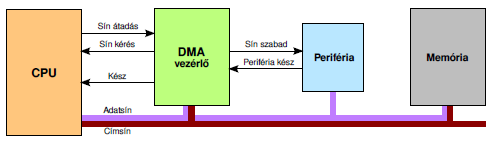 Sín átadás
Sín kérés
Kész
CPU
DMA
vezérlő
Sín szabad
Periféria kész
Periféria
Memória
Adatsín
Címsín